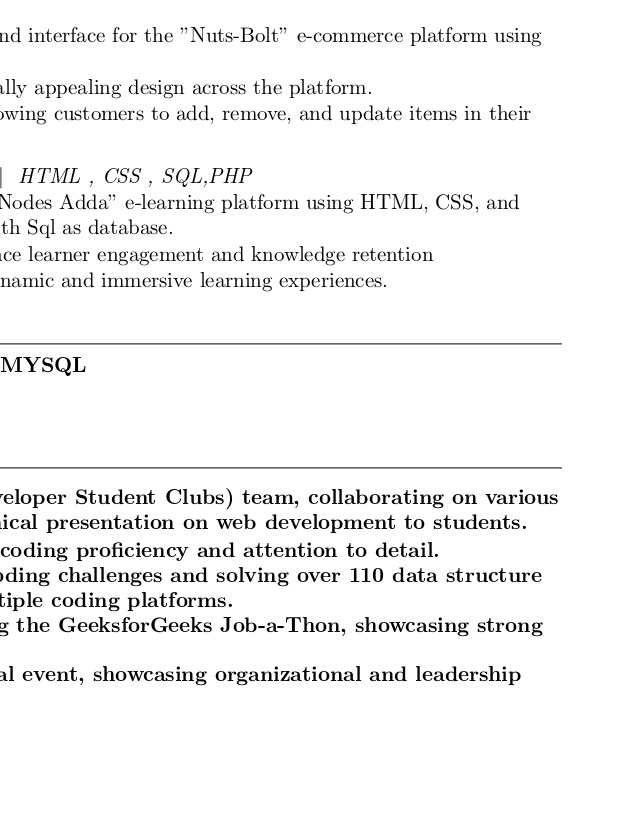 nd interface for the ”Nuts-Bolt” e-commerce platform using
ally appealing design across the platform.
owing customers to add, remove, and update items in their
| HTML , CSS , SQL,PHP
Nodes Adda” e-learning platform using HTML, CSS, and
th Sql as database.
nce learner engagement and knowledge retention
namic and immersive learning experiences.
MYSQL
veloper Student Clubs) team, collaborating on various
nical presentation on web development to students.
coding proficiency and attention to detail.
oding challenges and solving over 110 data structure
tiple coding platforms.
g the GeeksforGeeks Job-a-Thon, showcasing strong
al event, showcasing organizational and leadership